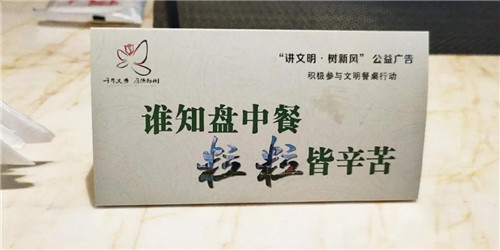 “讲文明·树新风”公益广告
积极参与文明餐桌行动
谁知盘中餐
粒粒皆辛苦